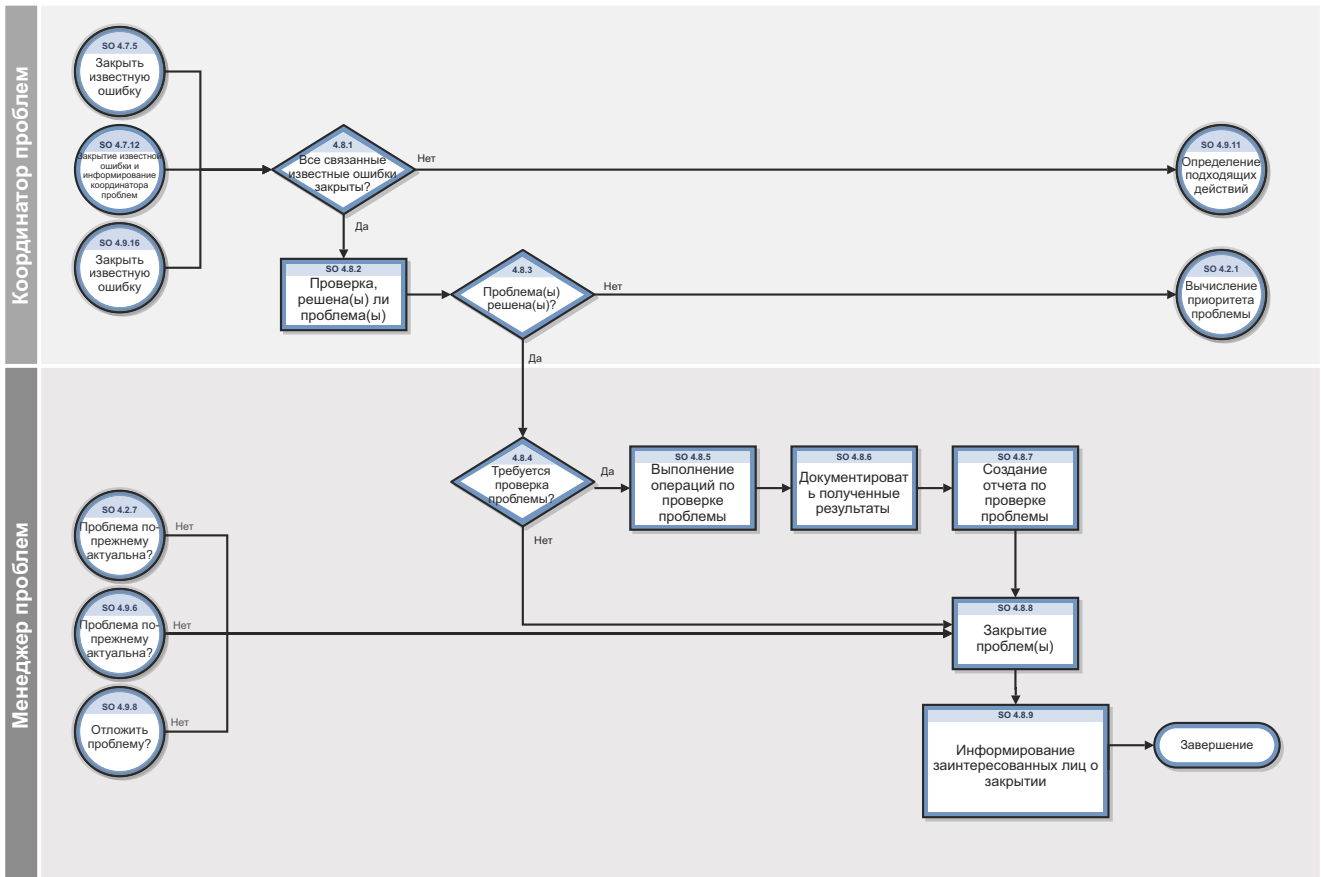 Координатор проблем
SO 4.7.5
Закрыть
известную
ошибку
SO 4.7.12
Закрытие известной
ошибки и
информирование
координатора
проблем
SO 4.9.16
Закрыть
известную
ошибку
4.8.1
Все связанные
известные ошибки
закрыты?
Нет
Да
SO 4.9.11
Определение
подходящих
действий
SO 4.8.2
Проверка,
решена(ы) ли
проблема(ы)
4.8.3
Проблема(ы)
решена(ы)?
Нет
Да
SO 4.2.1
Вычисление
приоритета
проблемы
Менеджер проблем
4.8.4
Требуется
проверка
проблемы?
Да
Нет
SO 4.8.5
Выполнение
операций по
проверке
проблемы
SO 4.8.6
Документироват
ь полученные
результаты
SO 4.8.7
Создание
отчета по
проверке
проблемы
SO 4.2.7
Проблема по-
прежнему
актуальна?
Нет
SO 4.9.6
Проблема по-
прежнему
актуальна?
Нет
SO 4.9.8
Отложить
проблему?
Нет
SO 4.8.8
Закрытие
проблем(ы)
SO 4.8.9
Информирование
заинтересованных лиц о
закрытии
Завершение